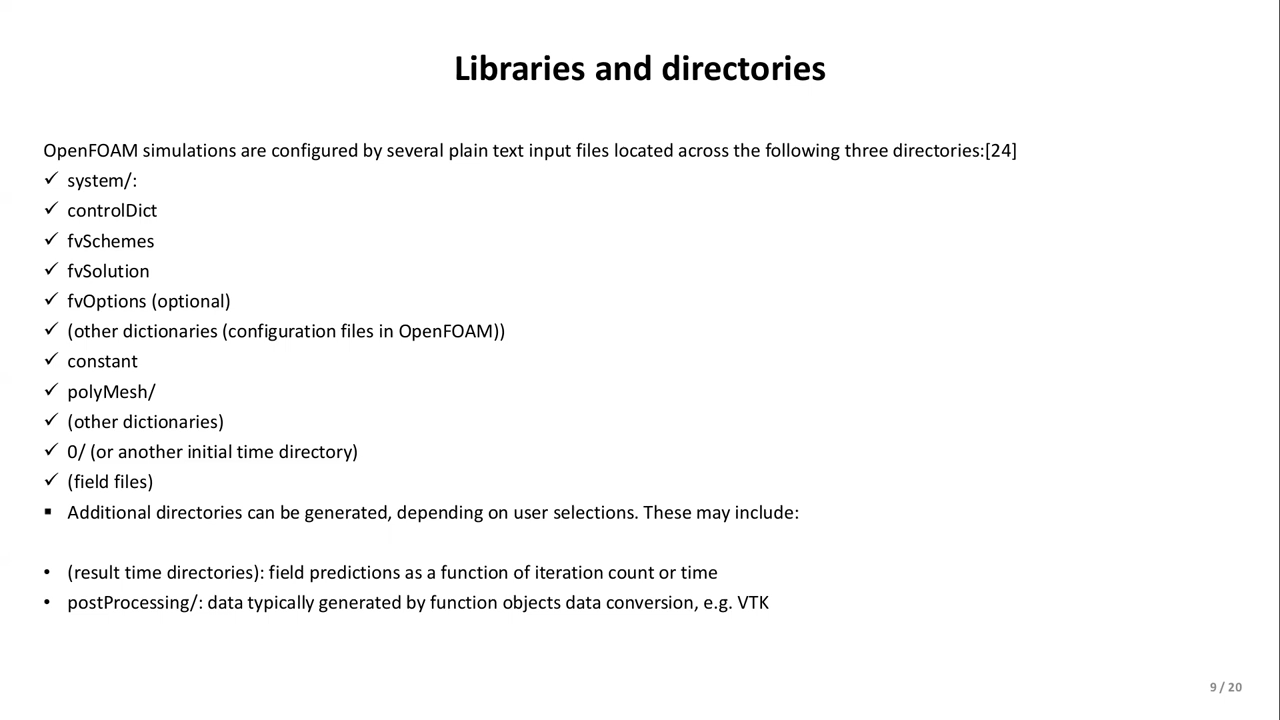 Libraries and directories
OpenFOAM simulations are configured by several plain text input files located across the following three directories:[24]
✓ system/:
✓ controlDict
✓ fvSchemes
✓ fvSolution
✓ fvOptions (optional)
✓ (other dictionaries (configuration files in OpenFOAM))
✓ constant
✓ polyMesh/
✓ (other dictionaries)
✓ 0/ (or another initial time directory)
✓ (field files)
▪ Additional directories can be generated, depending on user selections. These may include:
• (result time directories): field predictions as a function of iteration count or time
• postProcessing/: data typically generated by function objects data conversion, e.g. VTK
9 / 20